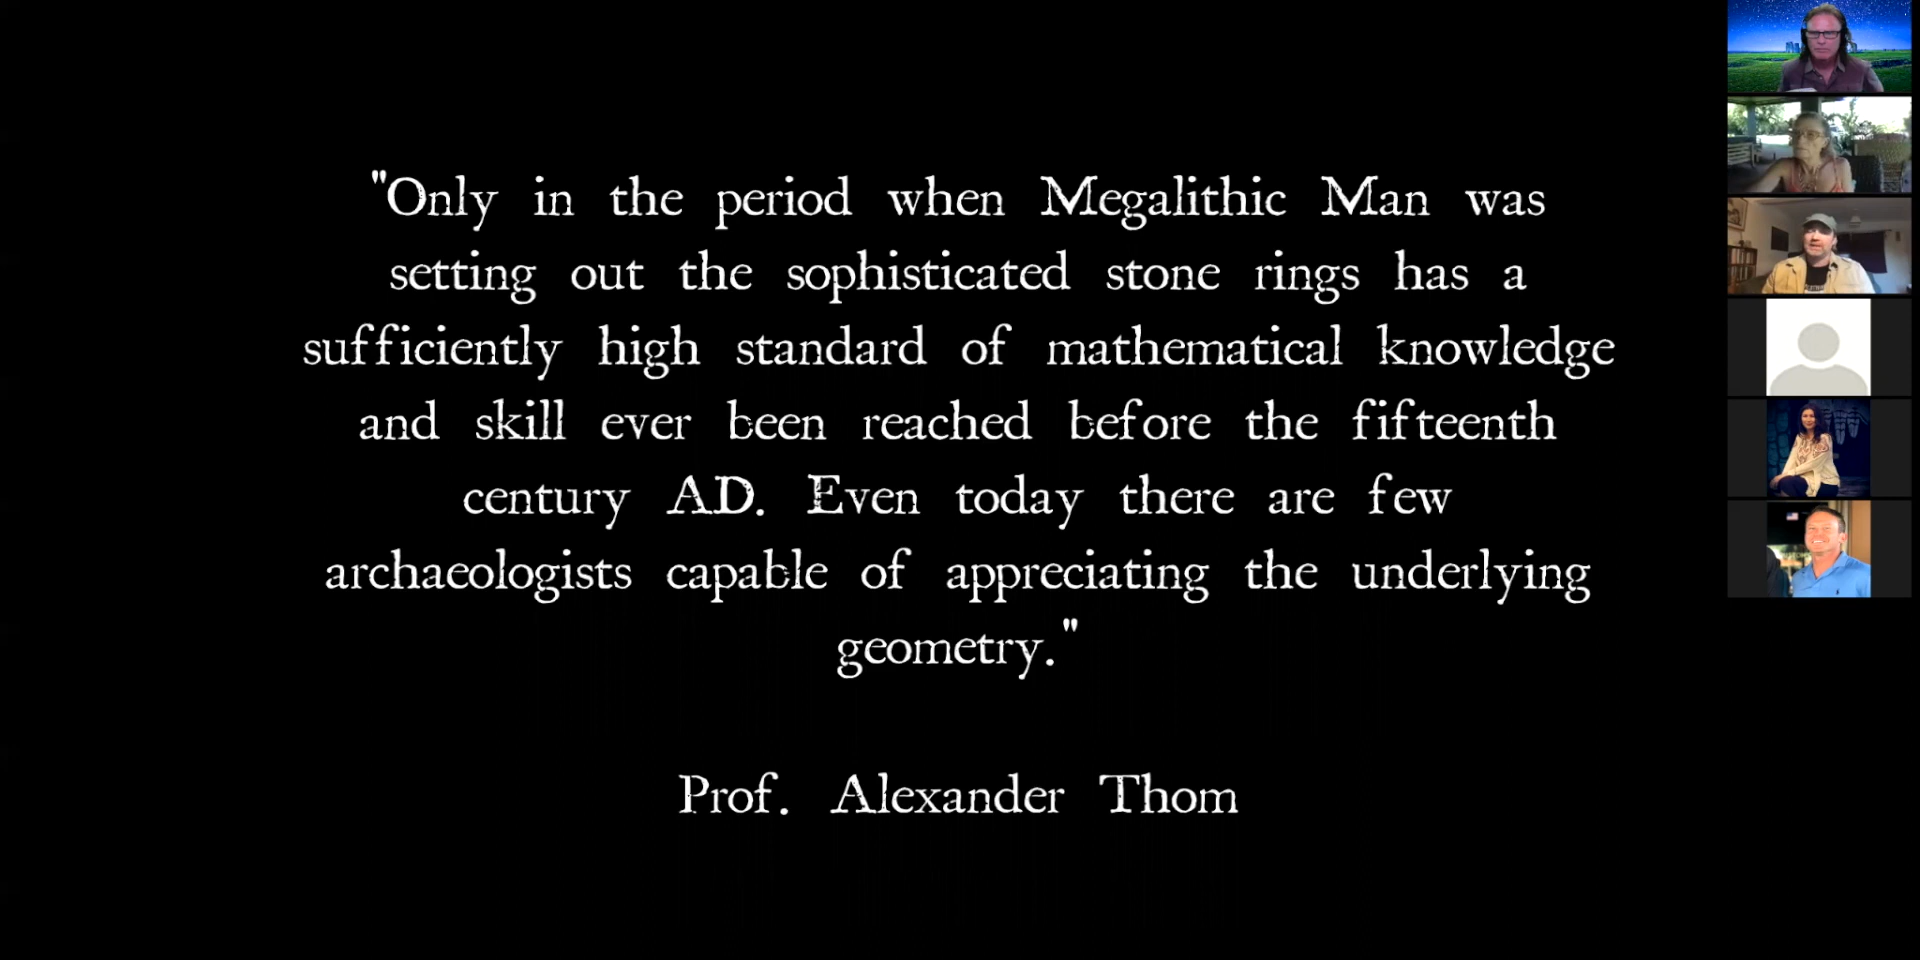 "Only in the period when Megalithic Man was
setting out the sophisticated stone rings has a
sufficiently high standard of mathematical knowledge
and skill ever been reached before the fifteenth
century A.D. Even today there are few
archaeologists capable of appreciating the underlying
geometry."
Prof. Alexander Thom